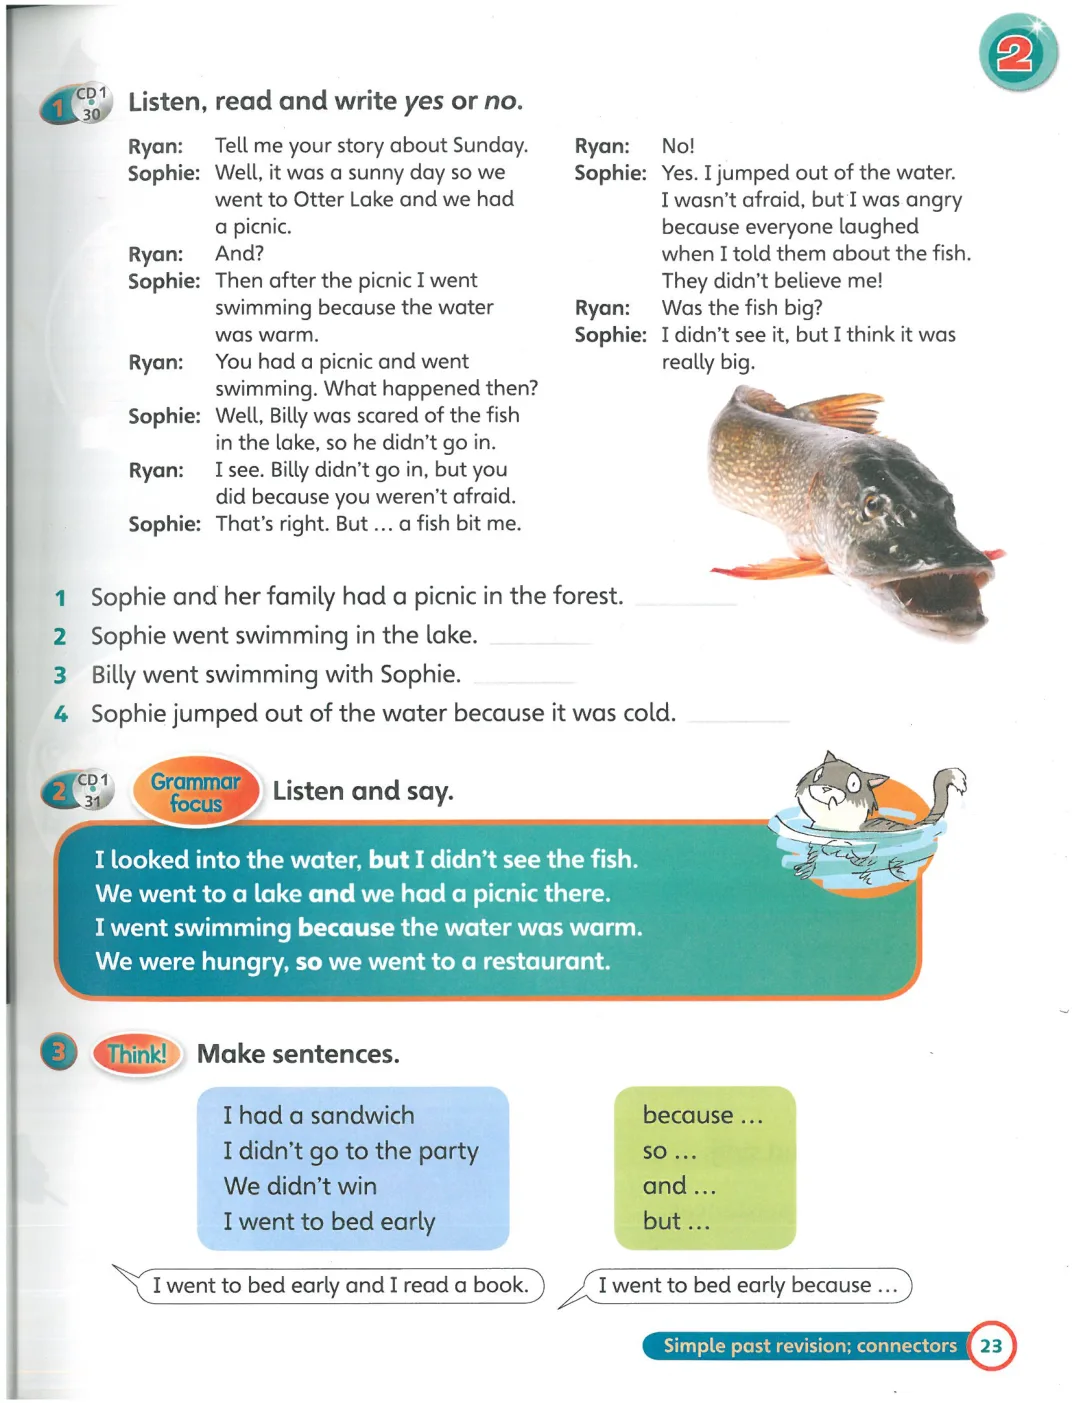 2
1 CD1 30 Listen, read and write yes or no.
Ryan: Tell me your story about Sunday.
Sophie: Well, it was a sunny day so we
went to Otter Lake and we had
a picnic.
Ryan: And?
Sophie: Then after the picnic I went
swimming because the water
was warm.
Ryan: You had a picnic and went
swimming. What happened then?
Sophie: Well, Billy was scared of the fish
in the lake, so he didn't go in.
Ryan: I see. Billy didn't go in, but you
did because you weren't afraid.
Sophie: That's right. But ... a fish bit me.
Ryan: No!
Sophie: Yes. I jumped out of the water.
I wasn't afraid, but I was angry
because everyone laughed
when I told them about the fish.
They didn't believe me!
Ryan: Was the fish big?
Sophie: I didn't see it, but I think it was
really big.
1 Sophie and her family had a picnic in the forest.
2 Sophie went swimming in the lake.
3 Billy went swimming with Sophie.
4 Sophie jumped out of the water because it was cold.
2 CD1 31 Grammar focus Listen and say.
I looked into the water, but I didn't see the fish.
We went to a lake and we had a picnic there.
I went swimming because the water was warm.
We were hungry, so we went to a restaurant.
3 Think! Make sentences.
I had a sandwich
I didn't go to the party
We didn't win
I went to bed early
because ...
so ...
and ...
but ...
I went to bed early and I read a book.
I went to bed early because ...
Simple past revision; connectors 23